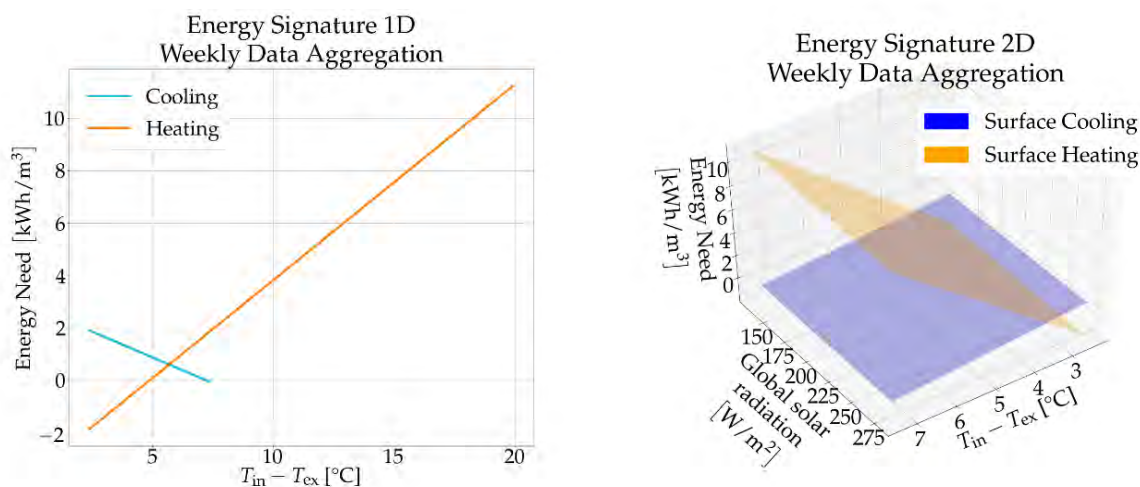 Energy Signature 1D
Weekly Data Aggregation
Cooling
Heating
Energy Need [kWh/m³]
10
8
6
4
2
0
−2
5
10
15
20
T_in − T_ex [°C]
Energy Signature 2D
Weekly Data Aggregation
Surface Cooling
Surface Heating
Energy Need
[kWh/m³]
10
8
6
4
2
0
150
175
200
225
250
275
Global solar
radiation
[W/m²]
7
6
5
4
3
T_in − T_ex [°C]